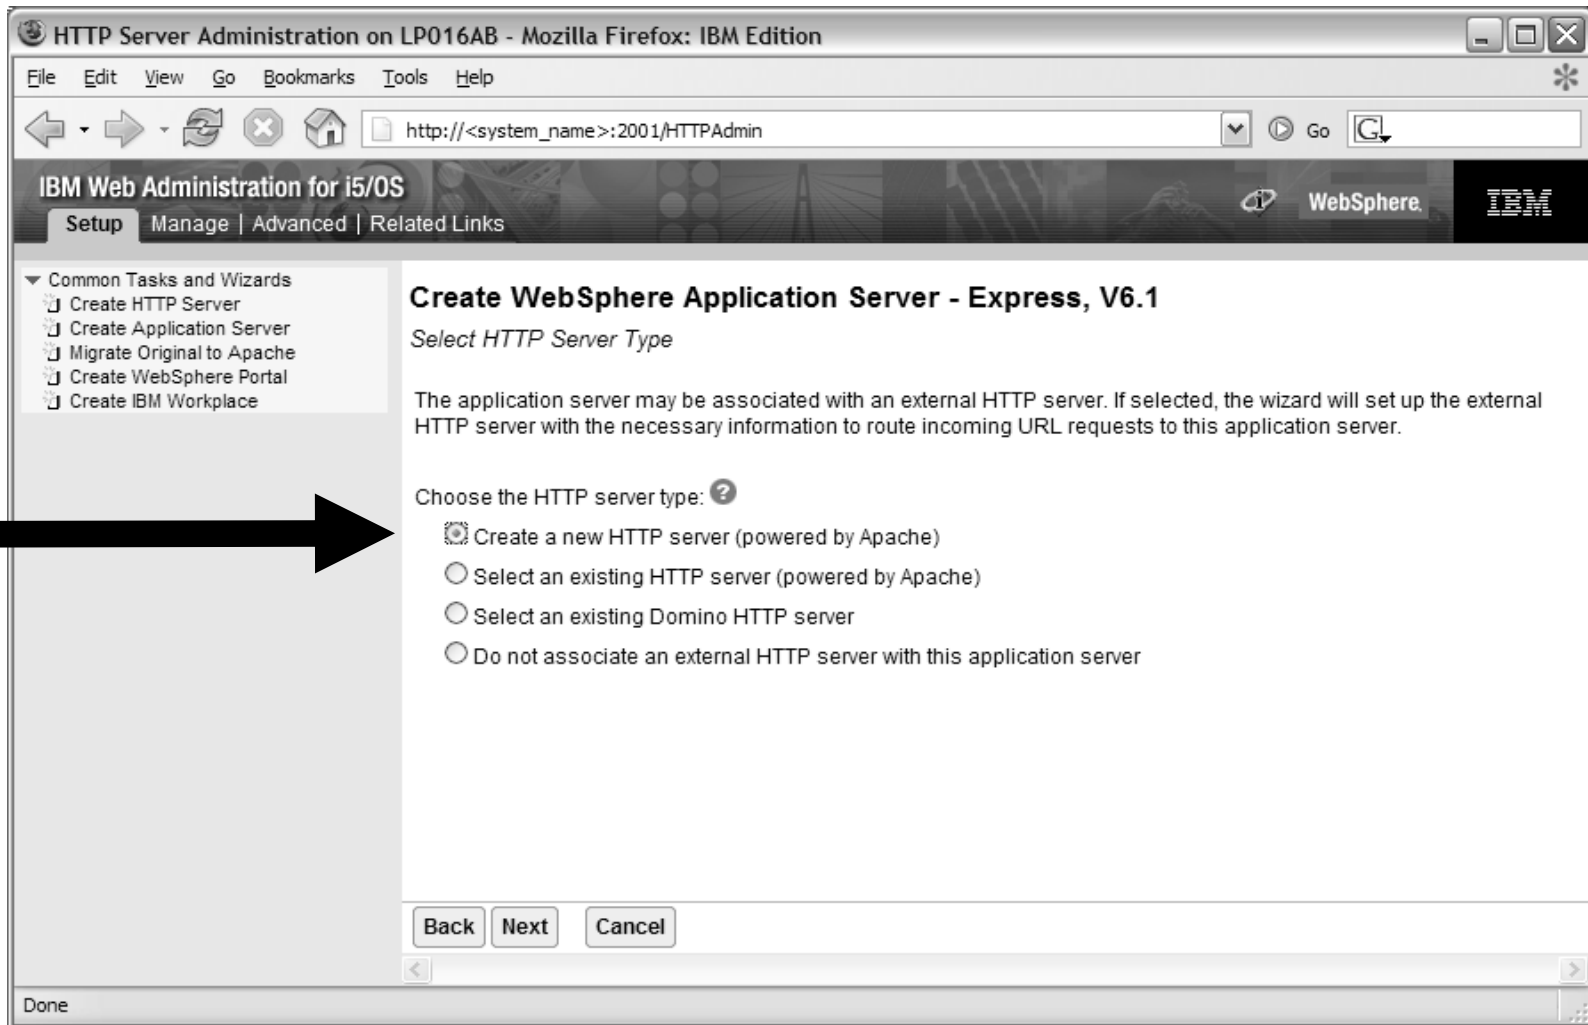 HTTP Server Administration on LP016AB - Mozilla Firefox: IBM Edition
File Edit View Go Bookmarks Tools Help
http://<system_name>:2001/HTTPAdmin
Go
G
IBM Web Administration for i5/OS
WebSphere.
IBM
Setup Manage | Advanced | Related Links
Common Tasks and Wizards
Create HTTP Server
Create Application Server
Migrate Original to Apache
Create WebSphere Portal
Create IBM Workplace
Create WebSphere Application Server - Express, V6.1
Select HTTP Server Type
The application server may be associated with an external HTTP server. If selected, the wizard will set up the external
HTTP server with the necessary information to route incoming URL requests to this application server.
Choose the HTTP server type: ?
Create a new HTTP server (powered by Apache)
Select an existing HTTP server (powered by Apache)
Select an existing Domino HTTP server
Do not associate an external HTTP server with this application server
Back Next Cancel
Done